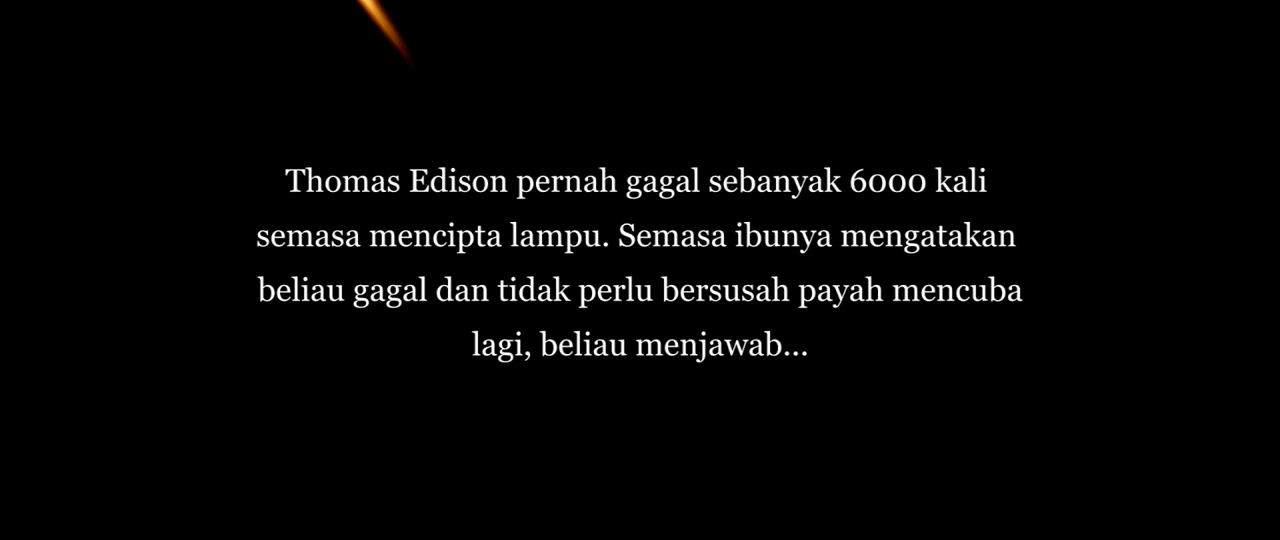 Thomas Edison pernah gagal sebanyak 6000 kali
semasa mencipta lampu. Semasa ibunya mengatakan
beliau gagal dan tidak perlu bersusah payah mencuba
lagi, beliau menjawab...